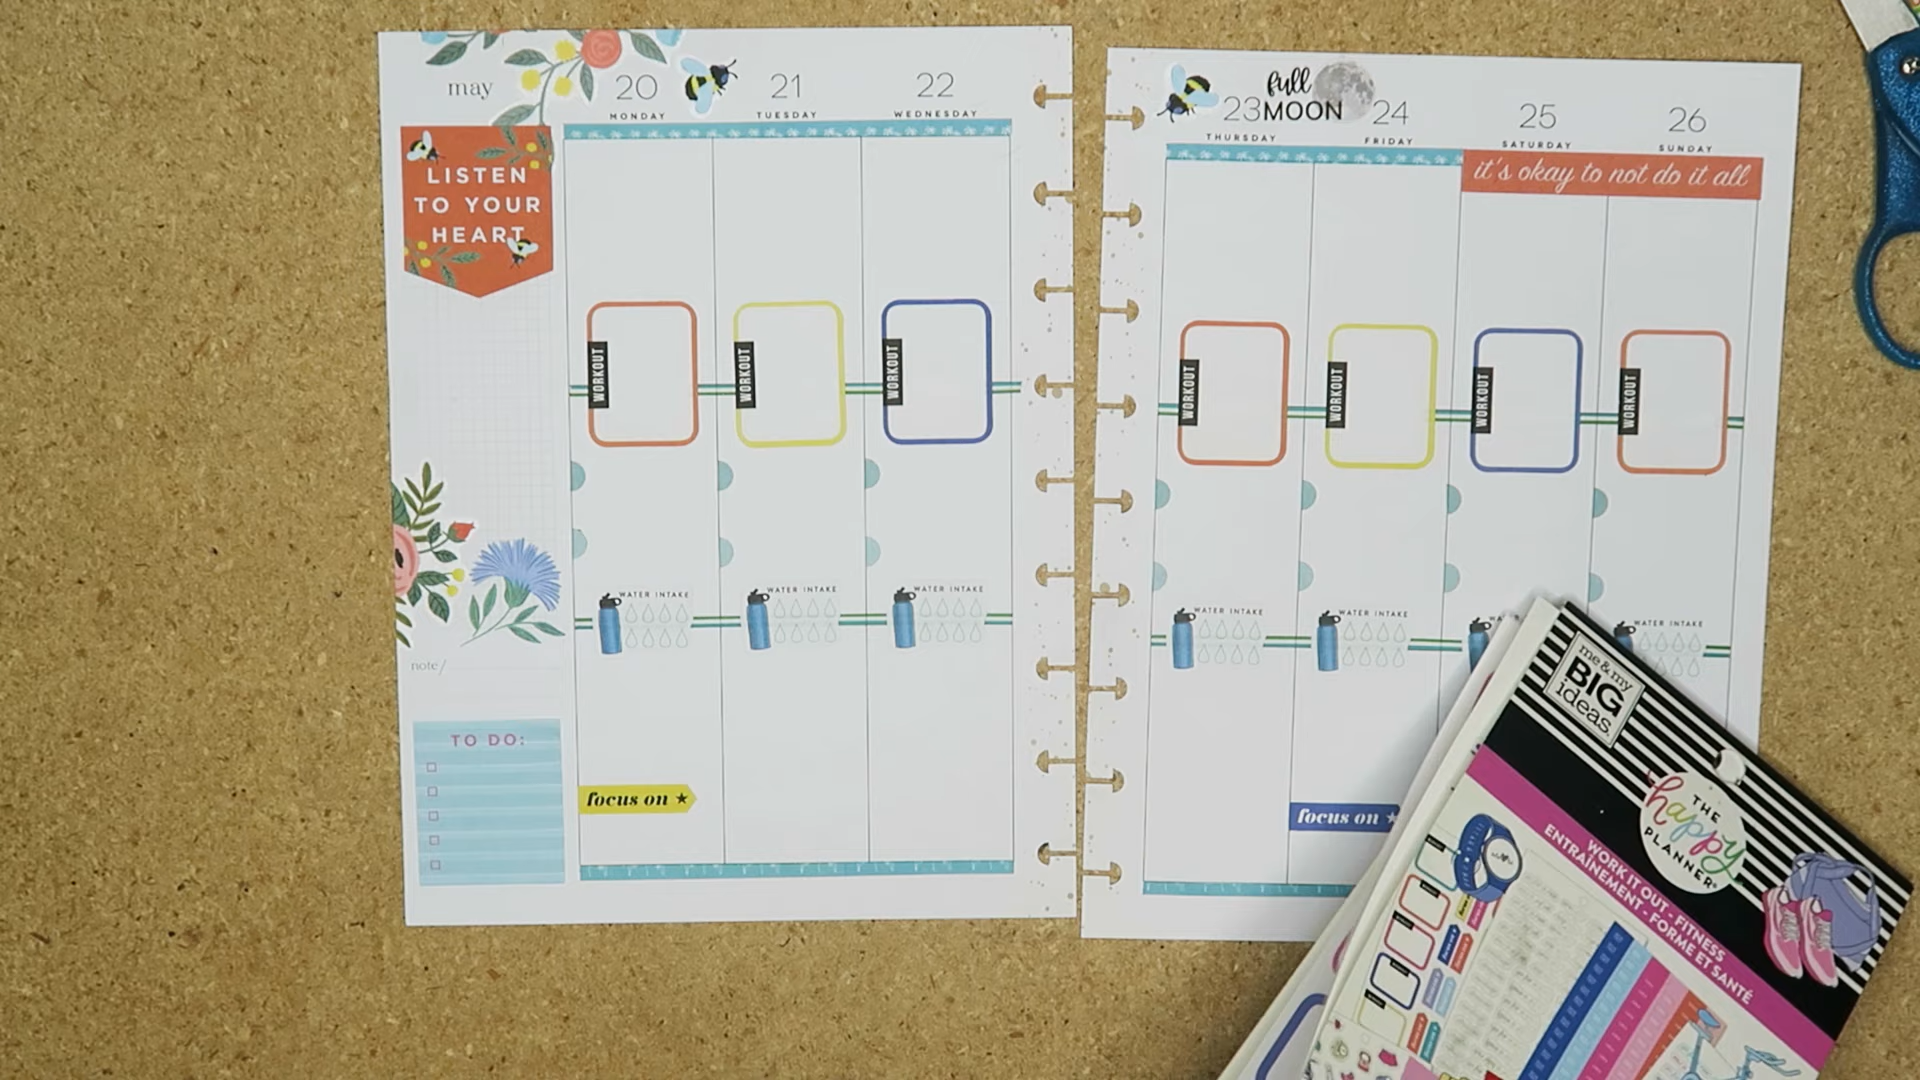 may
20
MONDAY
21
TUESDAY
22
WEDNESDAY
LISTEN
TO YOUR
HEART
WORKOUT
WORKOUT
WORKOUT
WATER INTAKE
WATER INTAKE
WATER INTAKE
note/
TO DO:
focus on ★
full
23 MOON 24
THURSDAY
FRIDAY
25
SATURDAY
26
SUNDAY
it's okay to not do it all
WORKOUT
WORKOUT
WORKOUT
WORKOUT
WATER INTAKE
WATER INTAKE
WATER INTAKE
focus on
me & my
BIG
ideas.
THE
happy
PLANNER®
WORK IT OUT - FITNESS
ENTRAÎNEMENT - FORME ET SANTÉ